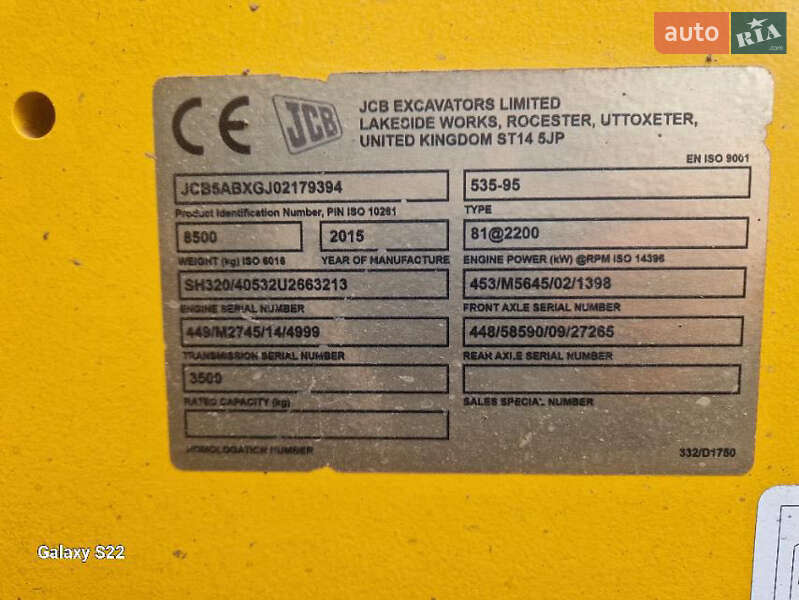 auto RIA .com
CE JCB
JCB EXCAVATORS LIMITED
LAKESIDE WORKS, ROCESTER, UTTOXETER,
UNITED KINGDOM ST14 5JP
EN ISO 9001
JCB5ABXGJ02179394 535-95
Product Identification Number, PIN ISO 10261 TYPE
8500 2015 81@2200
WEIGHT (kg) ISO 6016 YEAR OF MANUFACTURE ENGINE POWER (kW) @RPM ISO 14396
SH320/40532U2663213 453/M5645/02/1398
ENGINE SERIAL NUMBER FRONT AXLE SERIAL NUMBER
449/M2745/14/4999 448/58590/09/27265
TRANSMISSION SERIAL NUMBER REAR AXLE SERIAL NUMBER
3500
RATED CAPACITY (kg) SALES SPECIAL NUMBER
HOMOLOGATION NUMBER 332/D1750
Galaxy S22